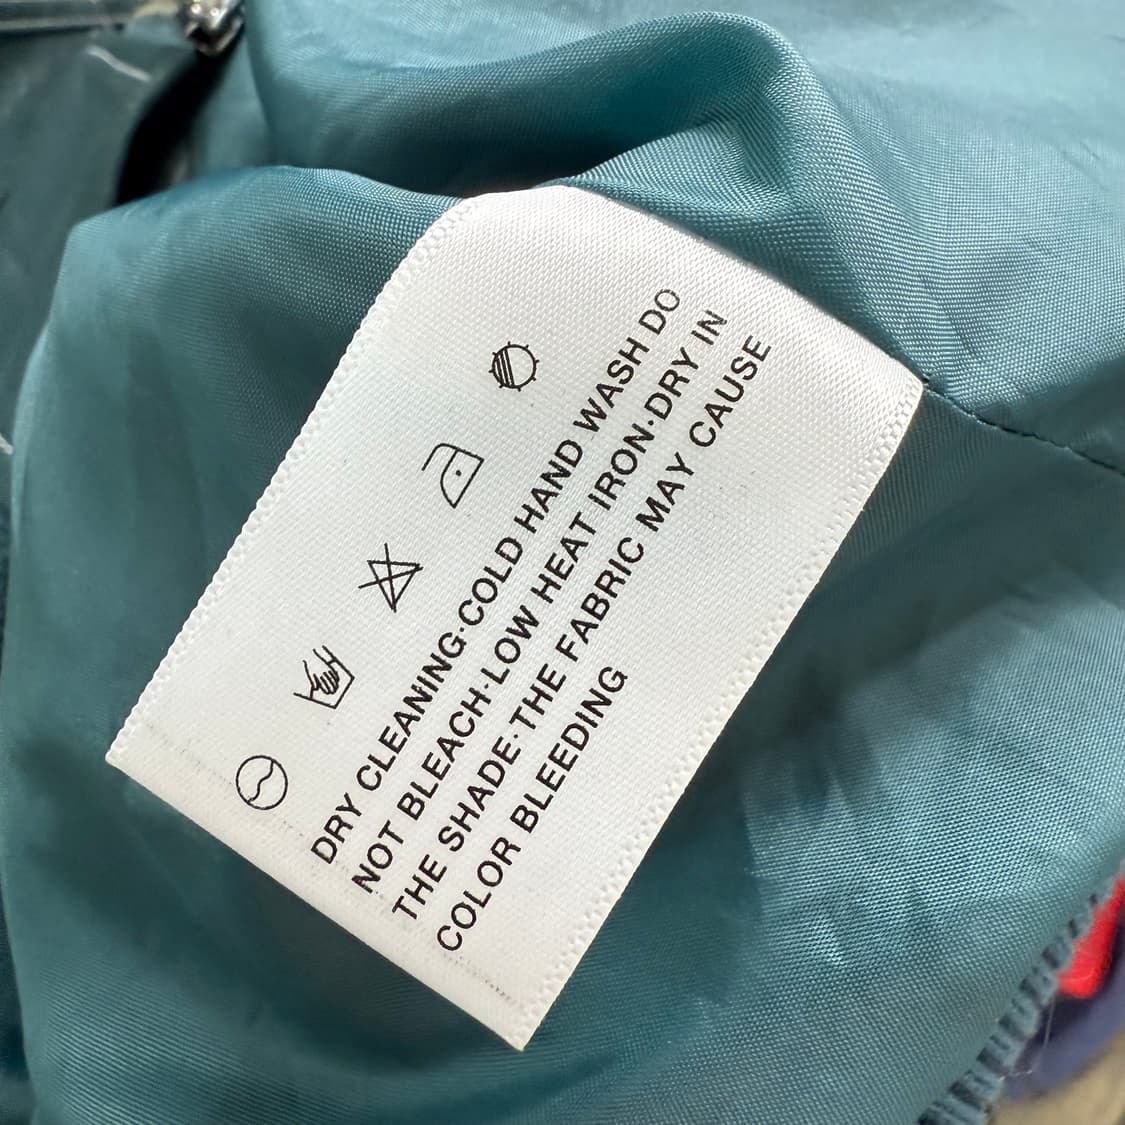 DRY CLEANING·COLD HAND WASH DO
NOT BLEACH·LOW HEAT IRON·DRY IN
THE SHADE·THE FABRIC MAY CAUSE
COLOR BLEEDING